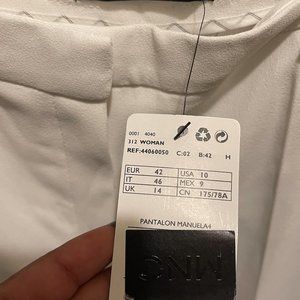 0001 4040
312 WOMAN
REF:44060050 C:02 B:42 H
EUR 42 USA 10
IT 46 MEX 9
UK 14 CN 175/78A
PANTALON MANUELA4
MNG